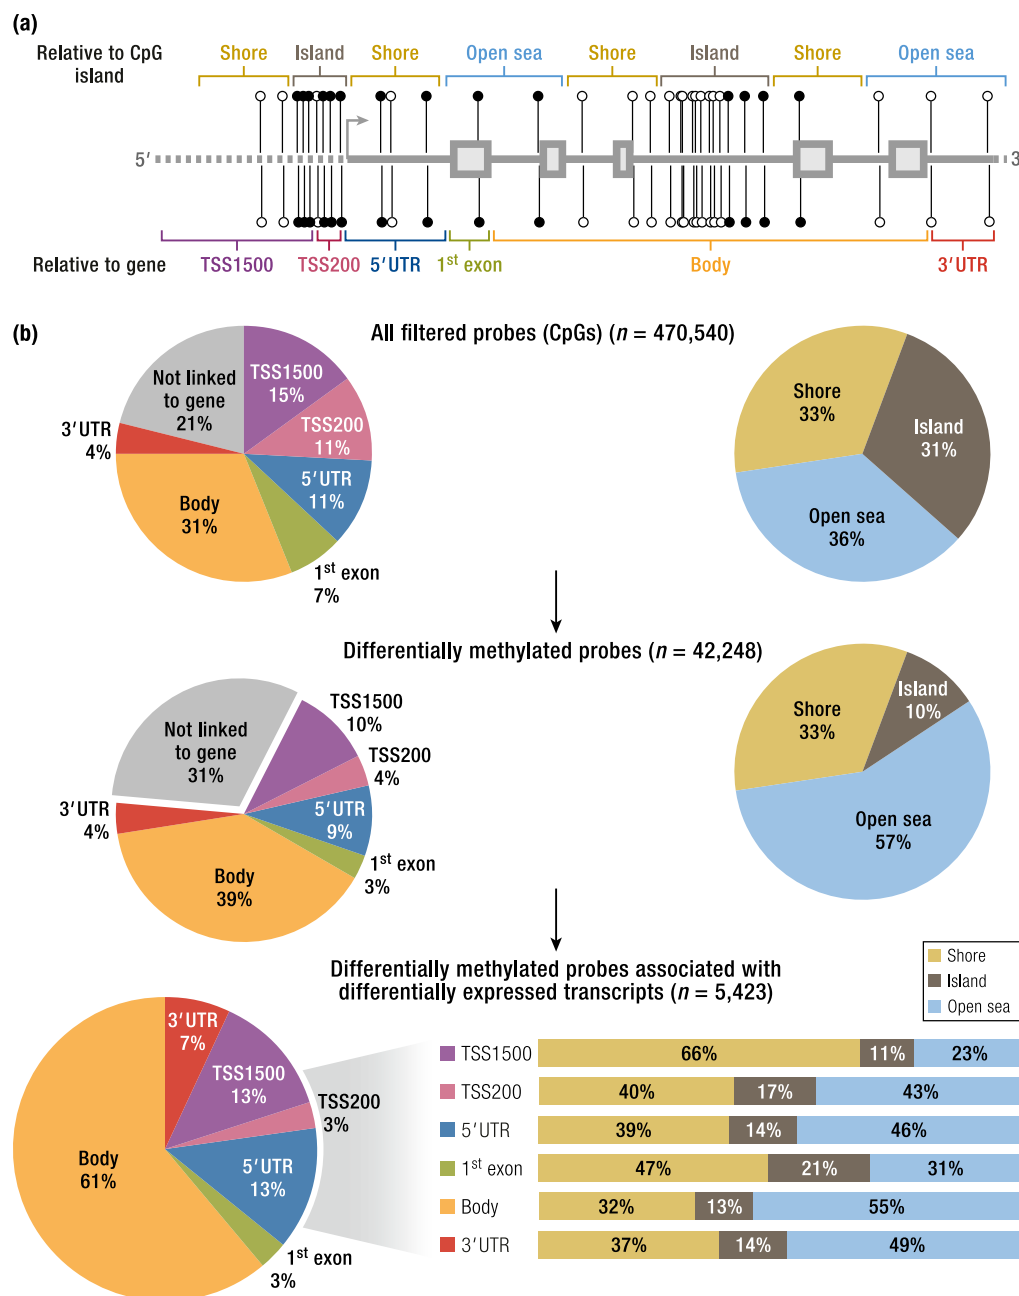 (a)
Relative to CpG
island
Shore Island Shore Open sea Shore Island Shore Open sea
5′ 3′
Relative to gene TSS1500 TSS200 5′UTR 1st exon Body 3′UTR
(b)
All filtered probes (CpGs) (n = 470,540)
Not linked
to gene
21%
TSS1500
15%
TSS200
11%
5′UTR
11%
1st exon
7%
Body
31%
3′UTR
4%
Shore
33%
Island
31%
Open sea
36%
Differentially methylated probes (n = 42,248)
Not linked
to gene
31%
TSS1500
10%
TSS200
4%
5′UTR
9%
1st exon
3%
Body
39%
3′UTR
4%
Shore
33%
Island
10%
Open sea
57%
Differentially methylated probes associated with
differentially expressed transcripts (n = 5,423)
Shore
Island
Open sea
3′UTR
7%
TSS1500
13%
TSS200
3%
5′UTR
13%
1st exon
3%
Body
61%
TSS1500 66% 11% 23%
TSS200 40% 17% 43%
5′UTR 39% 14% 46%
1st exon 47% 21% 31%
Body 32% 13% 55%
3′UTR 37% 14% 49%